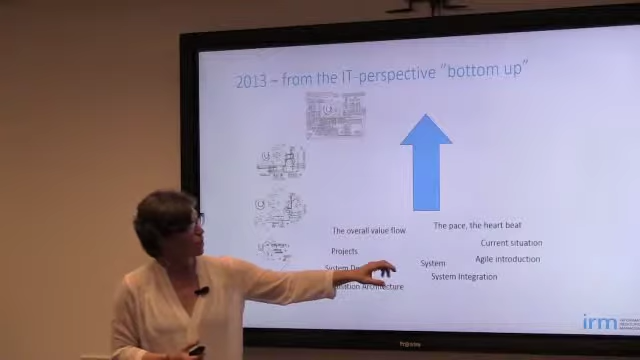 2013 – from the IT-perspective "bottom up"
The overall value flow
The pace, the heart beat
Current situation
Projects
Agile introduction
System
System Integration
Architecture
irm